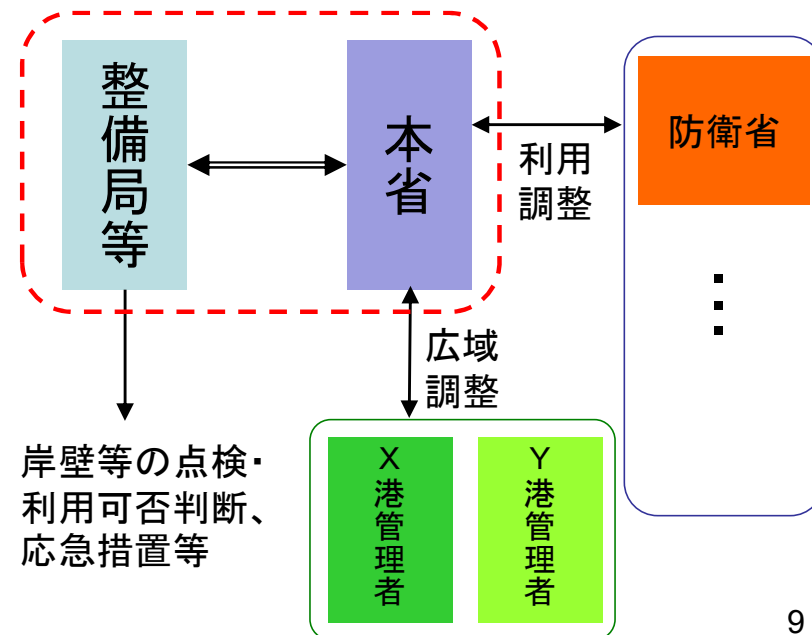 整備局等
本省
防衛省
利用
調整
広域
調整
岸壁等の点検・
利用可否判断、
応急措置等
X港管理者
Y港管理者
9